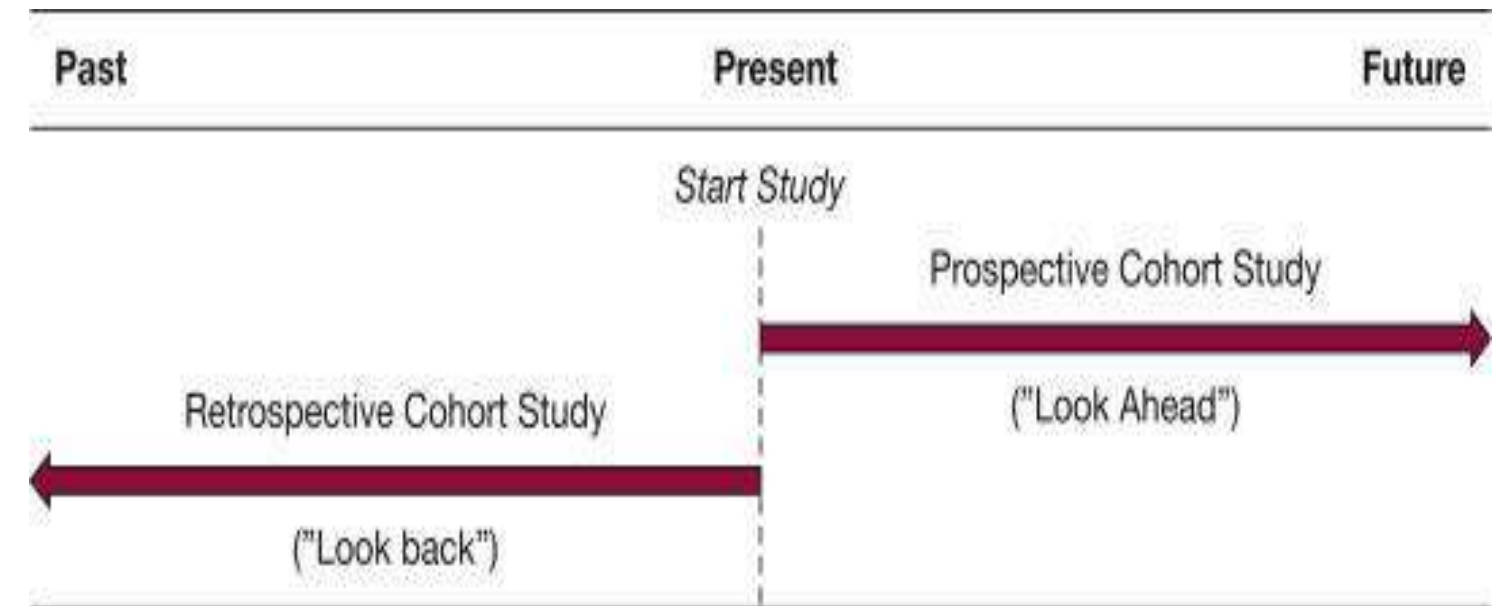 Past Present Future
Start Study
Prospective Cohort Study
("Look Ahead")
Retrospective Cohort Study
("Look back")